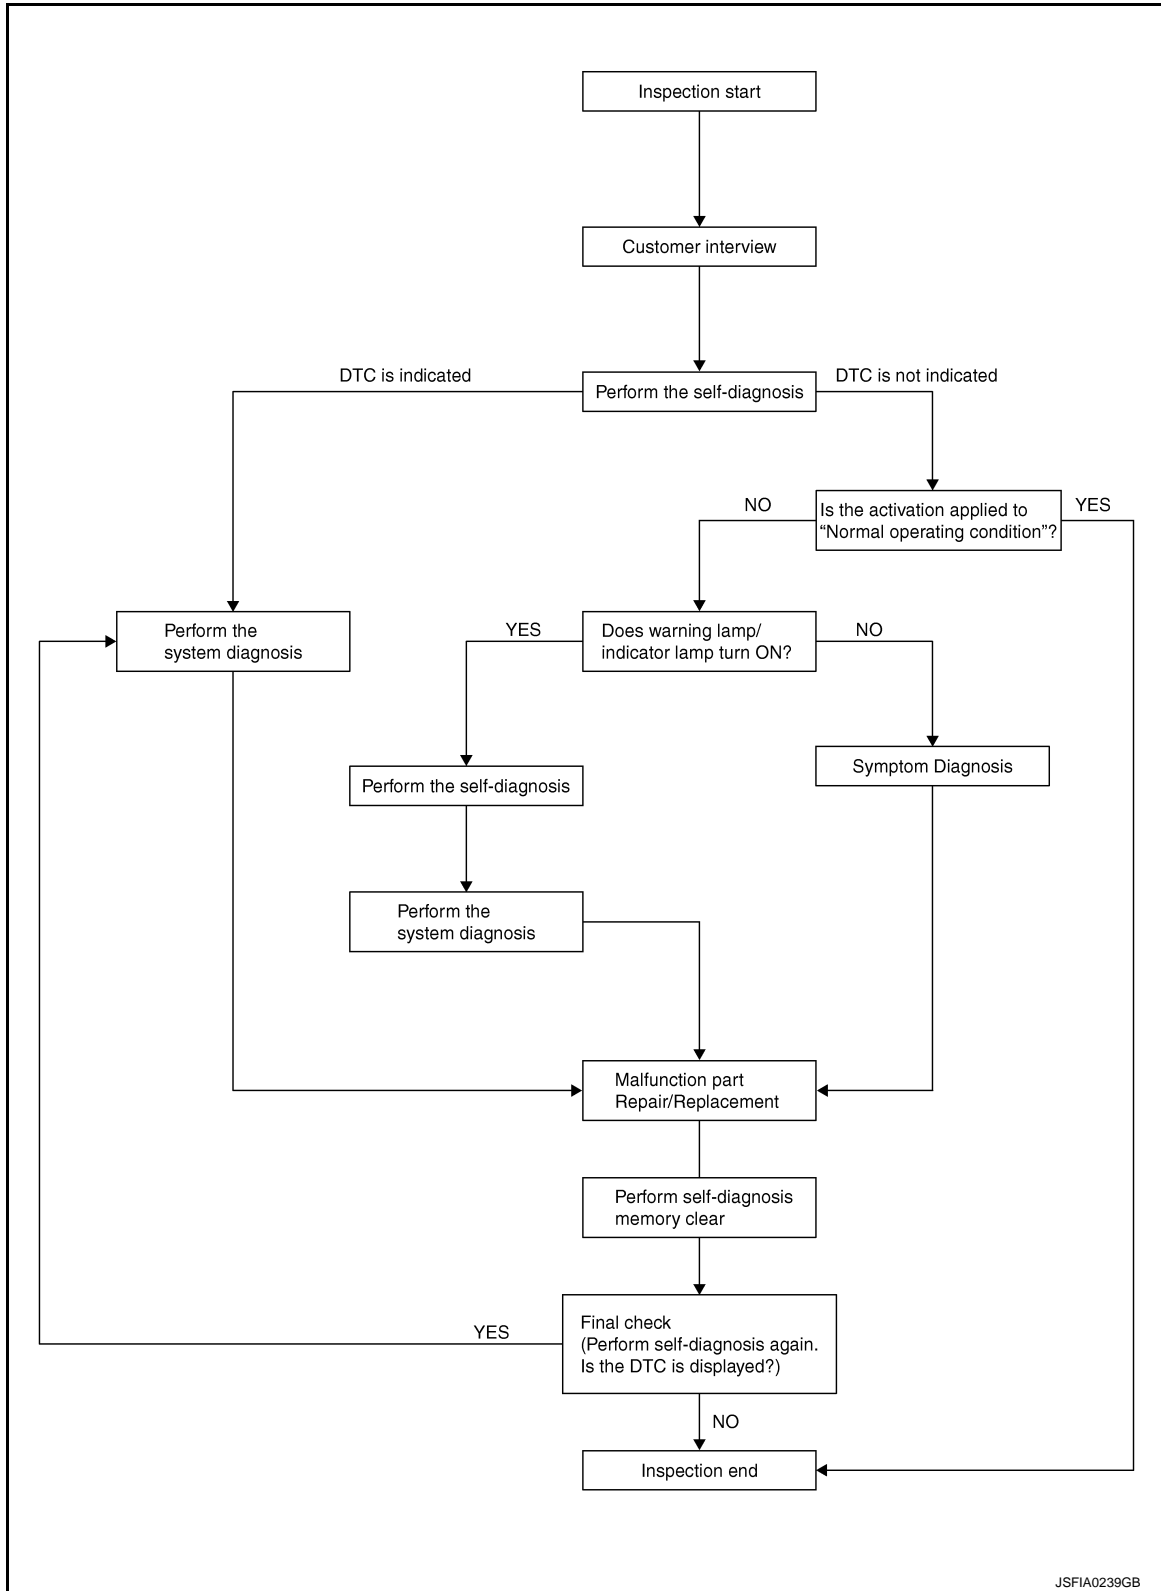 Inspection start
Customer interview
DTC is indicated
DTC is not indicated
Perform the self-diagnosis
NO
Is the activation applied to
“Normal operating condition”?
YES
Perform the
system diagnosis
YES
Does warning lamp/
indicator lamp turn ON?
NO
Perform the self-diagnosis
Symptom Diagnosis
Perform the
system diagnosis
Malfunction part
Repair/Replacement
Perform self-diagnosis
memory clear
YES
Final check
(Perform self-diagnosis again.
Is the DTC is displayed?)
NO
Inspection end
JSFIA0239GB